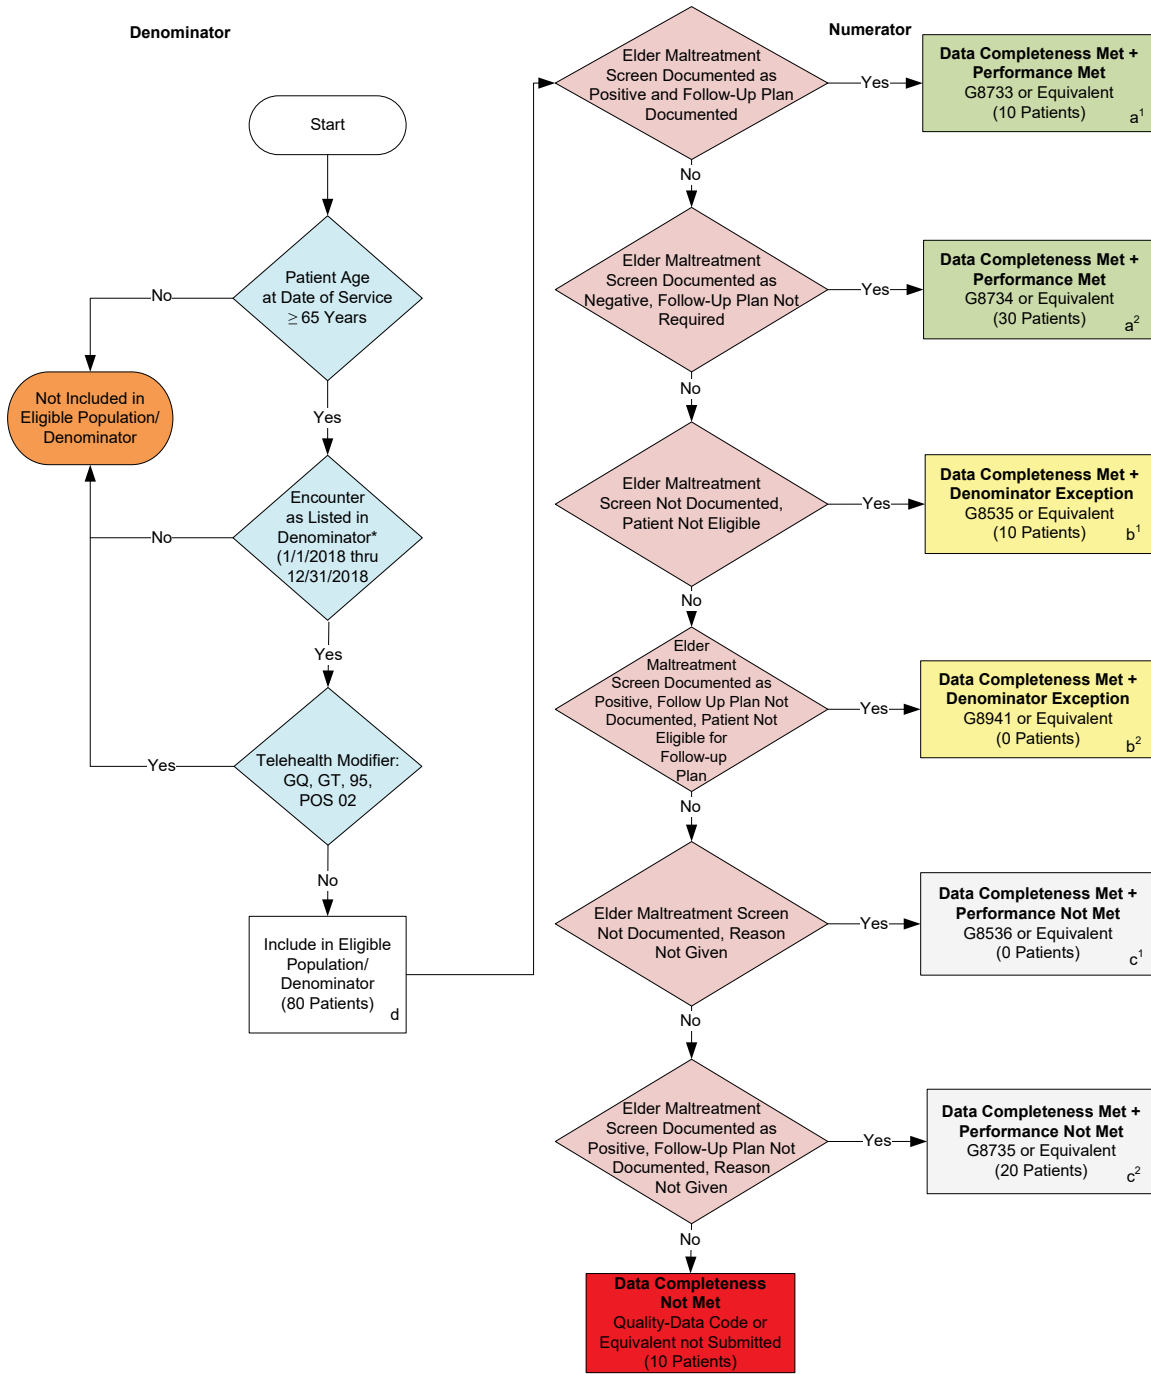 Denominator
Start
Patient Age
at Date of Service
≥ 65 Years
No
Not Included in
Eligible Population/
Denominator
Yes
Encounter
as Listed in
Denominator*
(1/1/2018 thru
12/31/2018
No
Yes
Telehealth Modifier:
GQ, GT, 95,
POS 02
Yes
No
Include in Eligible
Population/
Denominator
(80 Patients)
d
Numerator
Elder Maltreatment
Screen Documented as
Positive and Follow-Up Plan
Documented
Yes
Data Completeness Met +
Performance Met
G8733 or Equivalent
(10 Patients)
a¹
No
Elder Maltreatment
Screen Documented as
Negative, Follow-Up Plan Not
Required
Yes
Data Completeness Met +
Performance Met
G8734 or Equivalent
(30 Patients)
a²
No
Elder Maltreatment
Screen Not Documented,
Patient Not Eligible
Yes
Data Completeness Met +
Denominator Exception
G8535 or Equivalent
(10 Patients)
b¹
No
Elder
Maltreatment
Screen Documented as
Positive, Follow Up Plan Not
Documented, Patient Not
Eligible for
Follow-up
Plan
Yes
Data Completeness Met +
Denominator Exception
G8941 or Equivalent
(0 Patients)
b²
No
Elder Maltreatment Screen
Not Documented, Reason
Not Given
Yes
Data Completeness Met +
Performance Not Met
G8536 or Equivalent
(0 Patients)
c¹
No
Elder Maltreatment
Screen Documented as
Positive, Follow-Up Plan Not
Documented, Reason
Not Given
Yes
Data Completeness Met +
Performance Not Met
G8735 or Equivalent
(20 Patients)
c²
No
Data Completeness
Not Met
Quality-Data Code or
Equivalent not Submitted
(10 Patients)